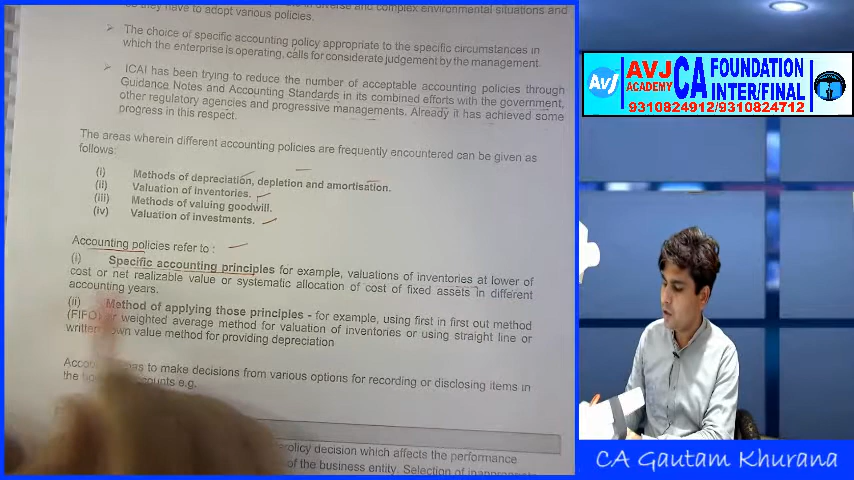 they have to adopt various policies.
The choice of specific accounting policy appropriate to the specific circumstances in
which the enterprise is operating, calls for considerate judgement by the management.
ICAI has been trying to reduce the number of acceptable accounting policies through
Guidance Notes and Accounting Standards in its combined efforts with the government,
other regulatory agencies and progressive managements. Already it has achieved some
progress in this respect.
The areas wherein different accounting policies are frequently encountered can be given as
follows:
(i) Methods of depreciation, depletion and amortisation.
(ii) Valuation of inventories.
(iii) Methods of valuing goodwill.
(iv) Valuation of investments.
Accounting policies refer to :
(i) Specific accounting principles for example, valuations of inventories at lower of
cost or net realizable value or systematic allocation of cost of fixed assets in different
accounting years.
(ii) Method of applying those principles - for example, using first in first out method
(FIFO) or weighted average method for valuation of inventories or using straight line or
written down value method for providing depreciation
has to make decisions from various options for recording or disclosing items in
the accounts e.g.
policy decision which affects the performance
of the business entity. Selection of
AVJ
AVJ
ACADEMY
CA
FOUNDATION
INTER/FINAL
9310824912/9310824712
CA Gautam Khurana